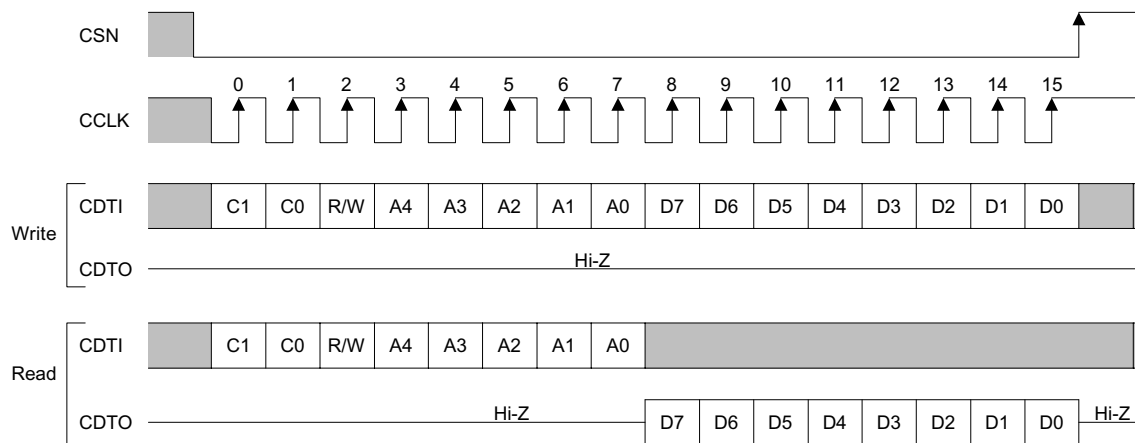 CSN
0 1 2 3 4 5 6 7 8 9 10 11 12 13 14 15
CCLK
Write
CDTI C1 C0 R/W A4 A3 A2 A1 A0 D7 D6 D5 D4 D3 D2 D1 D0
CDTO Hi-Z
Read
CDTI C1 C0 R/W A4 A3 A2 A1 A0
CDTO Hi-Z D7 D6 D5 D4 D3 D2 D1 D0 Hi-Z